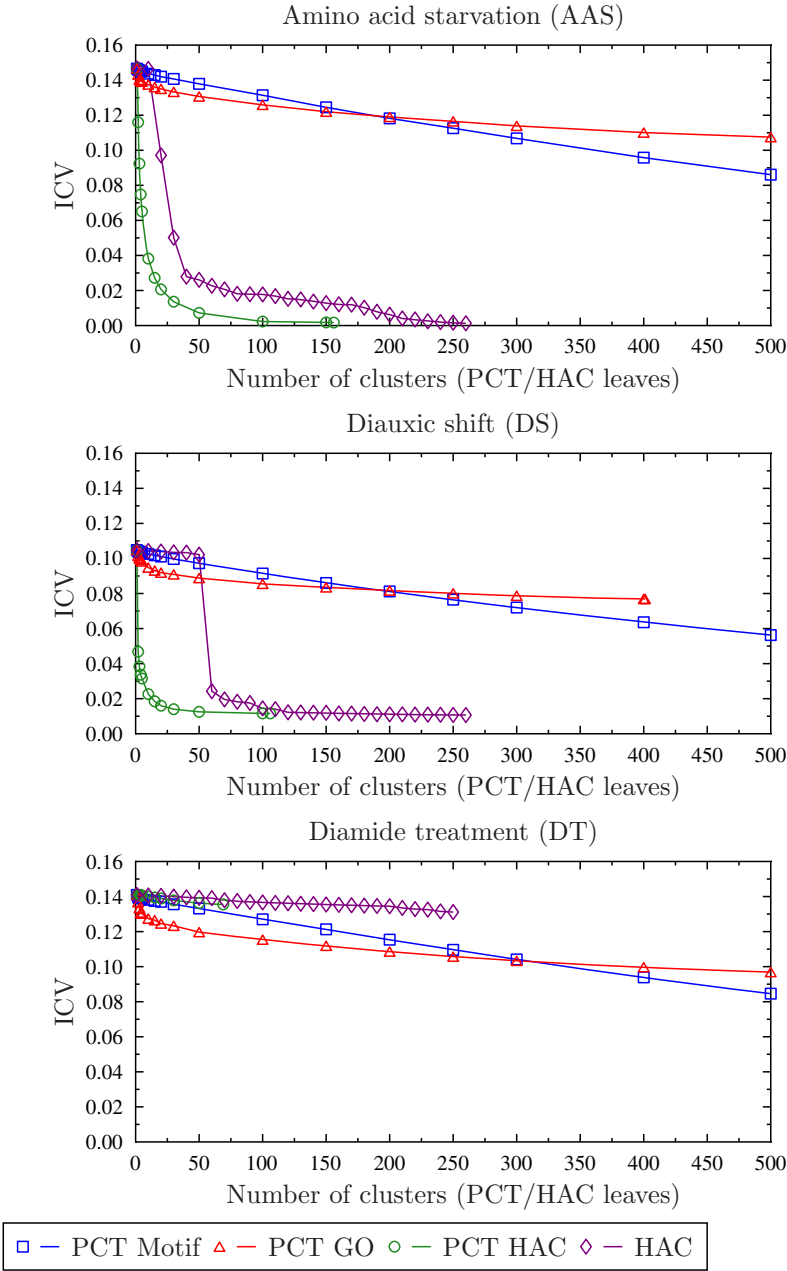 Amino acid starvation (AAS)
0.16
0.14
0.12
0.10
0.08
0.06
0.04
0.02
0.00
ICV
0 50 100 150 200 250 300 350 400 450 500
Number of clusters (PCT/HAC leaves)
Diauxic shift (DS)
0.16
0.14
0.12
0.10
0.08
0.06
0.04
0.02
0.00
ICV
0 50 100 150 200 250 300 350 400 450 500
Number of clusters (PCT/HAC leaves)
Diamide treatment (DT)
0.16
0.14
0.12
0.10
0.08
0.06
0.04
0.02
0.00
ICV
0 50 100 150 200 250 300 350 400 450 500
Number of clusters (PCT/HAC leaves)
PCT Motif PCT GO PCT HAC HAC